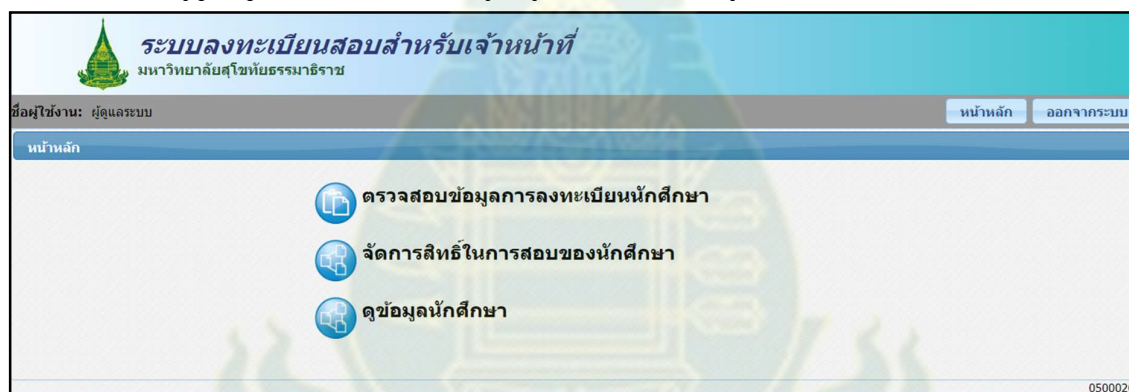 ระบบลงทะเบียนสอบสำหรับเจ้าหน้าที่
มหาวิทยาลัยสุโขทัยธรรมาธิราช
ชื่อผู้ใช้งาน: ผู้ดูแลระบบ หน้าหลัก ออกจากระบบ
หน้าหลัก
ตรวจสอบข้อมูลการลงทะเบียนนักศึกษา
จัดการสิทธิ์ในการสอบของนักศึกษา
ดูข้อมูลนักศึกษา